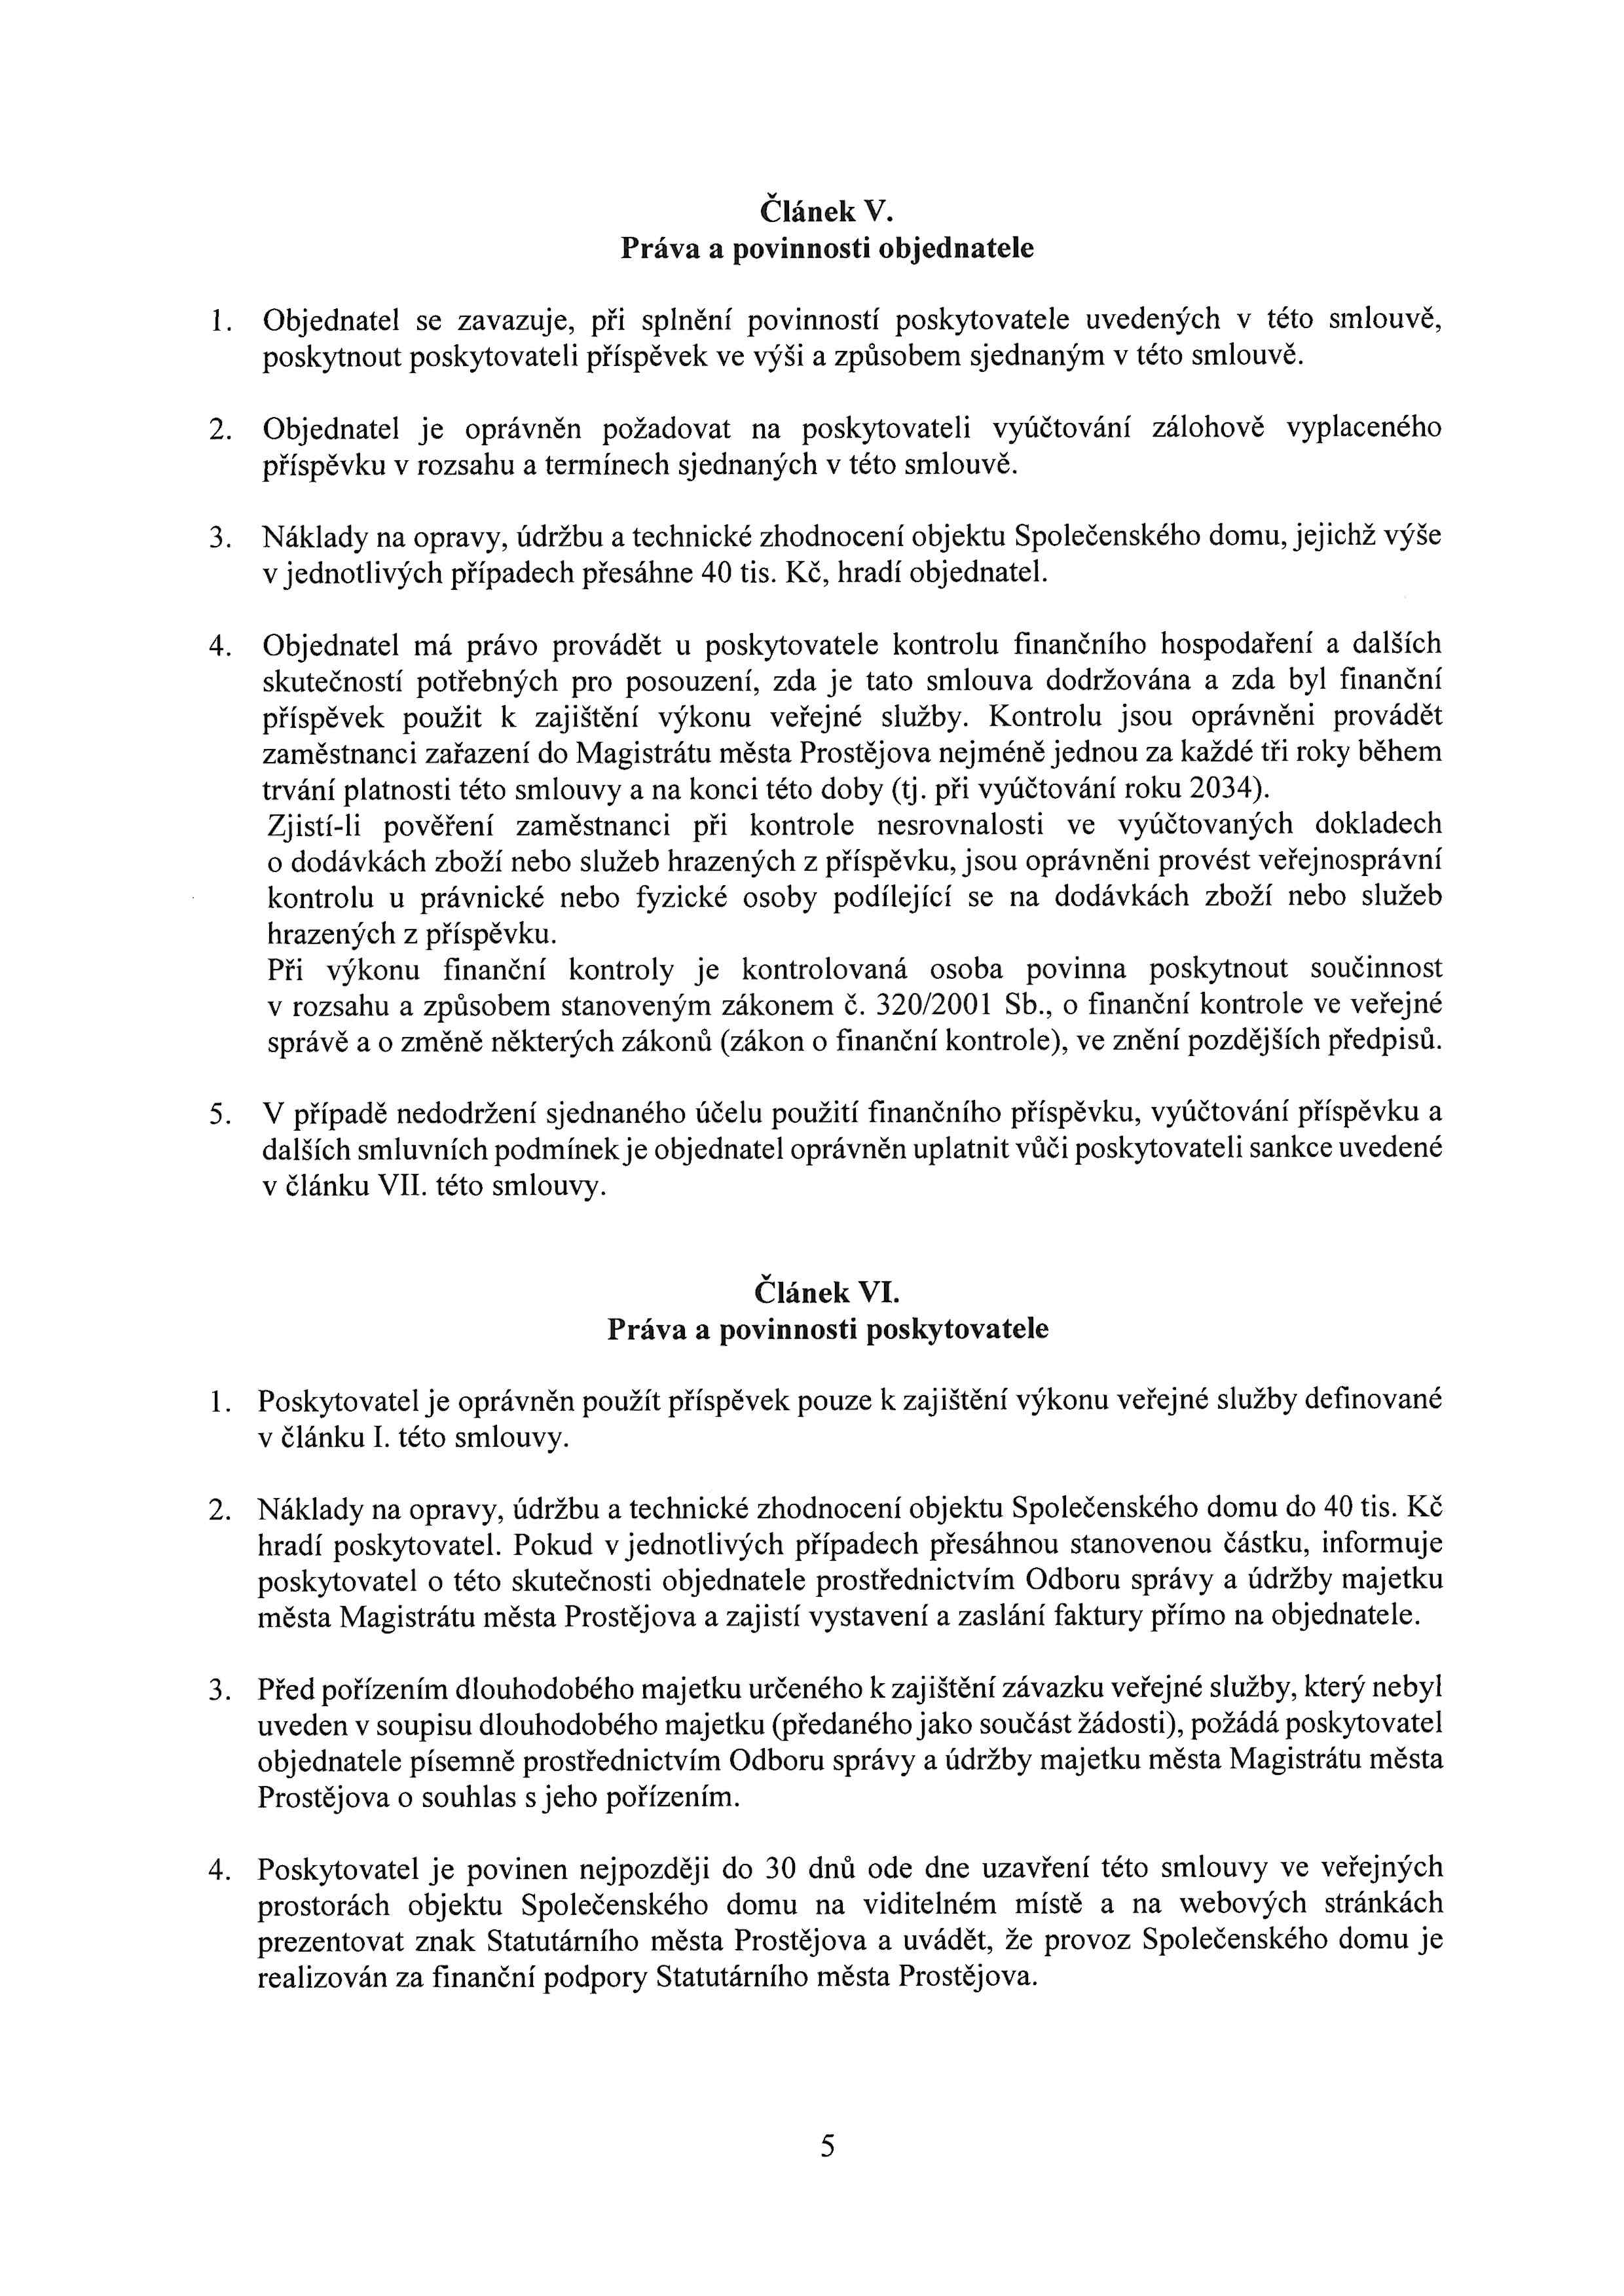 Článek V.
Práva a povinnosti objednatele
1. Objednatel se zavazuje, při splnění povinností poskytovatele uvedených v této smlouvě,
poskytnout poskytovateli příspěvek ve výši a způsobem sjednaným v této smlouvě.
2. Objednatel je oprávněn požadovat na poskytovateli vyúčtování zálohově vyplaceného
příspěvku v rozsahu a termínech sjednaných v této smlouvě.
3. Náklady na opravy, údržbu a technické zhodnocení objektu Společenského domu, jejichž výše
v jednotlivých případech přesáhne 40 tis. Kč, hradí objednatel.
4. Objednatel má právo provádět u poskytovatele kontrolu finančního hospodaření a dalších
skutečností potřebných pro posouzení, zda je tato smlouva dodržována a zda byl finanční
příspěvek použit k zajištění výkonu veřejné služby. Kontrolu jsou oprávněni provádět
zaměstnanci zařazení do Magistrátu města Prostějova nejméně jednou za každé tři roky během
trvání platnosti této smlouvy a na konci této doby (tj. při vyúčtování roku 2034).
Zjistí-li pověření zaměstnanci při kontrole nesrovnalosti ve vyúčtovaných dokladech
o dodávkách zboží nebo služeb hrazených z příspěvku, jsou oprávněni provést veřejnosprávní
kontrolu u právnické nebo fyzické osoby podílející se na dodávkách zboží nebo služeb
hrazených z příspěvku.
Při výkonu finanční kontroly je kontrolovaná osoba povinna poskytnout součinnost
v rozsahu a způsobem stanoveným zákonem č. 320/2001 Sb., o finanční kontrole ve veřejné
správě a o změně některých zákonů (zákon o finanční kontrole), ve znění pozdějších předpisů.
5. V případě nedodržení sjednaného účelu použití finančního příspěvku, vyúčtování příspěvku a
dalších smluvních podmínek je objednatel oprávněn uplatnit vůči poskytovateli sankce uvedené
v článku VII. této smlouvy.
Článek VI.
Práva a povinnosti poskytovatele
1. Poskytovatel je oprávněn použít příspěvek pouze k zajištění výkonu veřejné služby definované
v článku I. této smlouvy.
2. Náklady na opravy, údržbu a technické zhodnocení objektu Společenského domu do 40 tis. Kč
hradí poskytovatel. Pokud v jednotlivých případech přesáhnou stanovenou částku, informuje
poskytovatel o této skutečnosti objednatele prostřednictvím Odboru správy a údržby majetku
města Magistrátu města Prostějova a zajistí vystavení a zaslání faktury přímo na objednatele.
3. Před pořízením dlouhodobého majetku určeného k zajištění závazku veřejné služby, který nebyl
uveden v soupisu dlouhodobého majetku (předaného jako součást žádosti), požádá poskytovatel
objednatele písemně prostřednictvím Odboru správy a údržby majetku města Magistrátu města
Prostějova o souhlas s jeho pořízením.
4. Poskytovatel je povinen nejpozději do 30 dnů ode dne uzavření této smlouvy ve veřejných
prostorách objektu Společenského domu na viditelném místě a na webových stránkách
prezentovat znak Statutárního města Prostějova a uvádět, že provoz Společenského domu je
realizován za finanční podpory Statutárního města Prostějova.
5